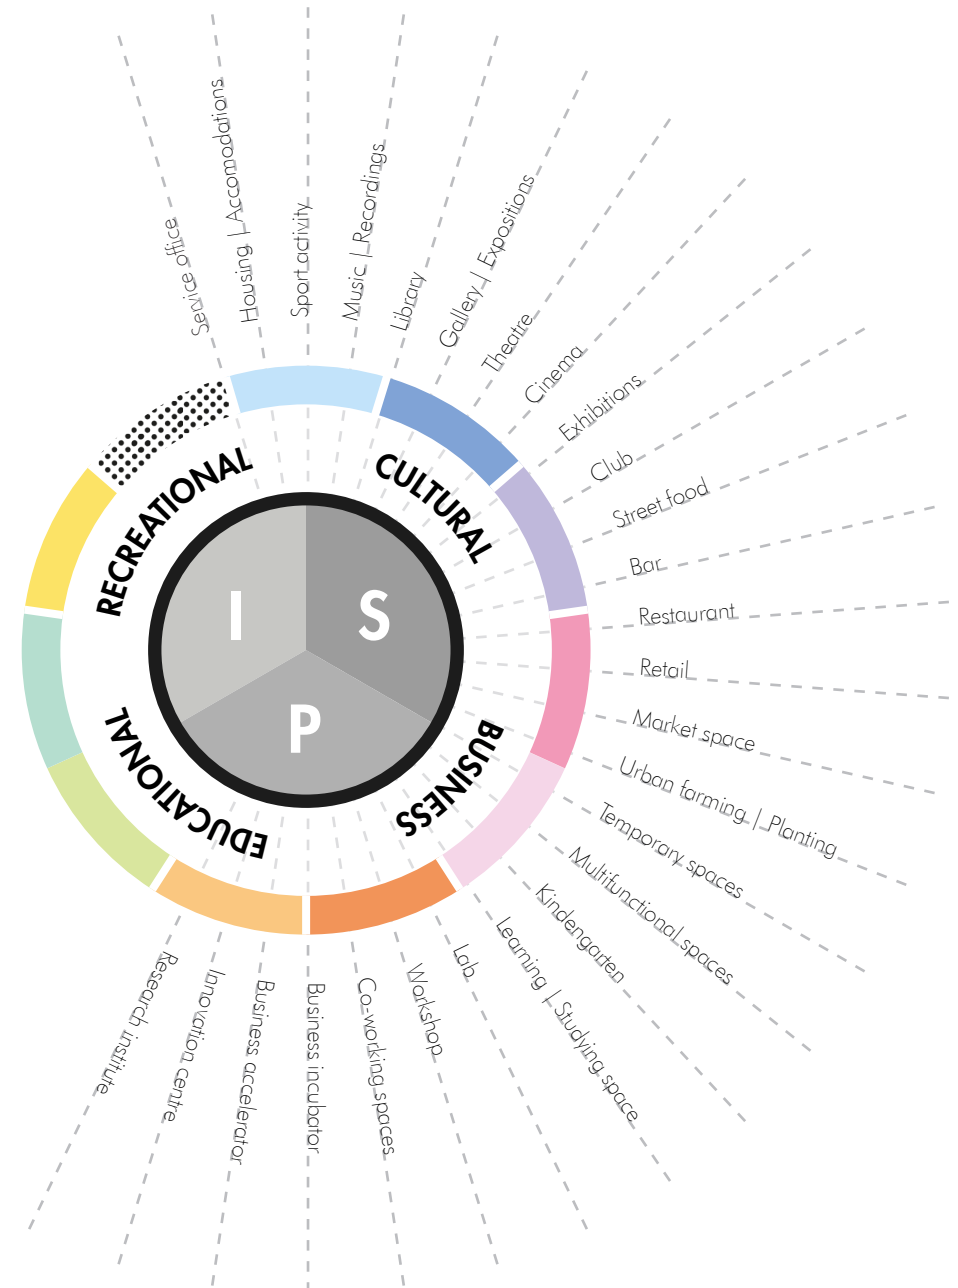 Service office
Housing | Accomodations
Sport activity
Music | Recordings
Library
Gallery | Expositions
Theatre
Cinema
Exhibitions
Club
Street food
Bar
Restaurant
Retail
Market space
Urban farming | Planting
Temporary spaces
Multifunctional spaces
Kindengarten
Learning | Studying space
Lab
Workshop
Co-working spaces
Business incubator
Business accelerator
Innovation centre
Research institute
RECREATIONAL
CULTURAL
BUSINESS
EDUCATIONAL
I
S
P